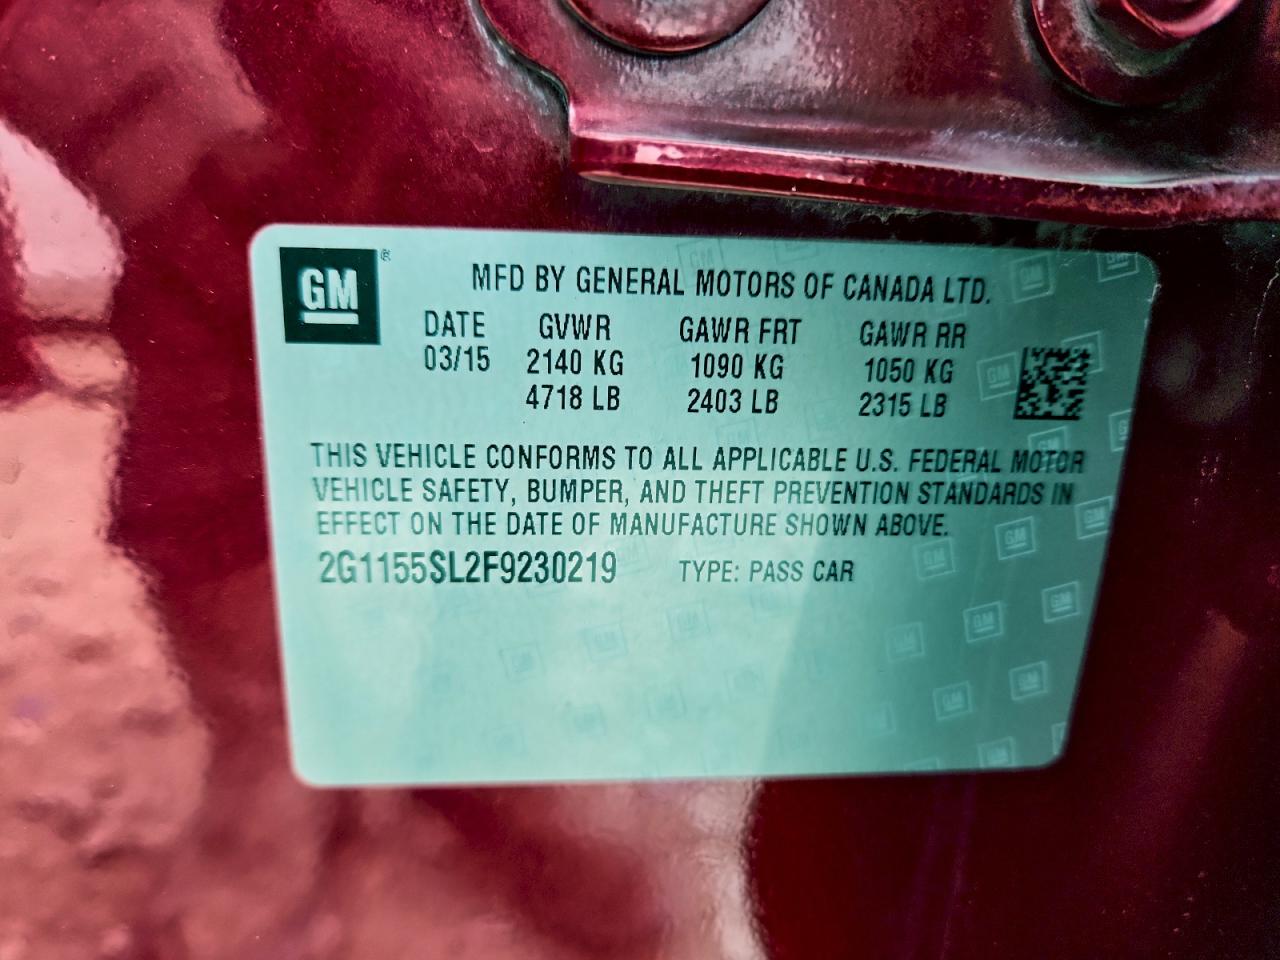 GM ®
MFD BY GENERAL MOTORS OF CANADA LTD.
DATE GVWR GAWR FRT GAWR RR
03/15 2140 KG 1090 KG 1050 KG
4718 LB 2403 LB 2315 LB
THIS VEHICLE CONFORMS TO ALL APPLICABLE U.S. FEDERAL MOTOR
VEHICLE SAFETY, BUMPER, AND THEFT PREVENTION STANDARDS IN
EFFECT ON THE DATE OF MANUFACTURE SHOWN ABOVE.
2G1155SL2F9230219 TYPE: PASS CAR